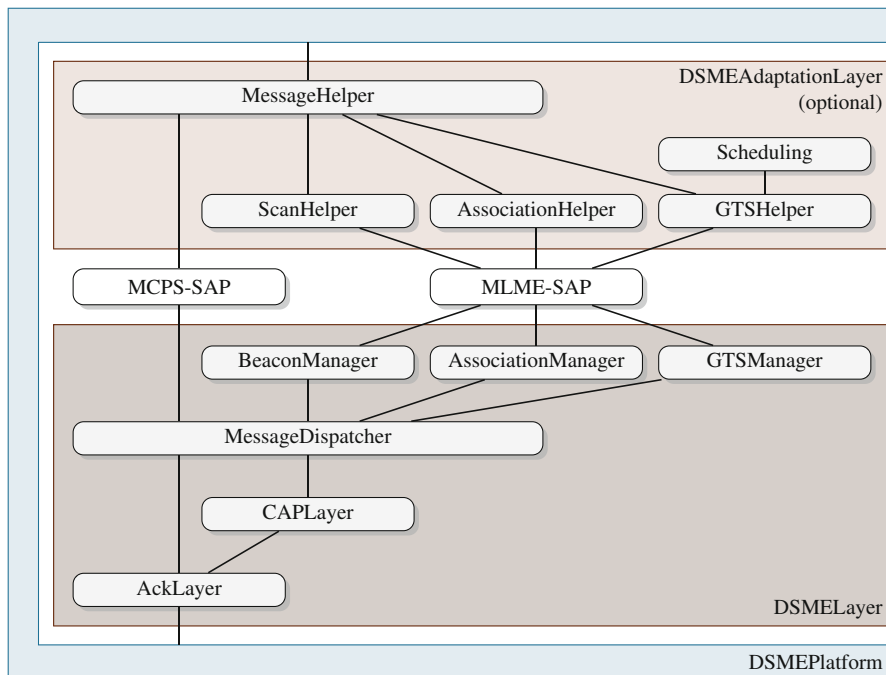 DSMEAdaptationLayer
(optional)
MessageHelper
Scheduling
ScanHelper
AssociationHelper
GTSHelper
MCPS-SAP
MLME-SAP
BeaconManager
AssociationManager
GTSManager
MessageDispatcher
CAPLayer
AckLayer
DSMELayer
DSMEPlatform